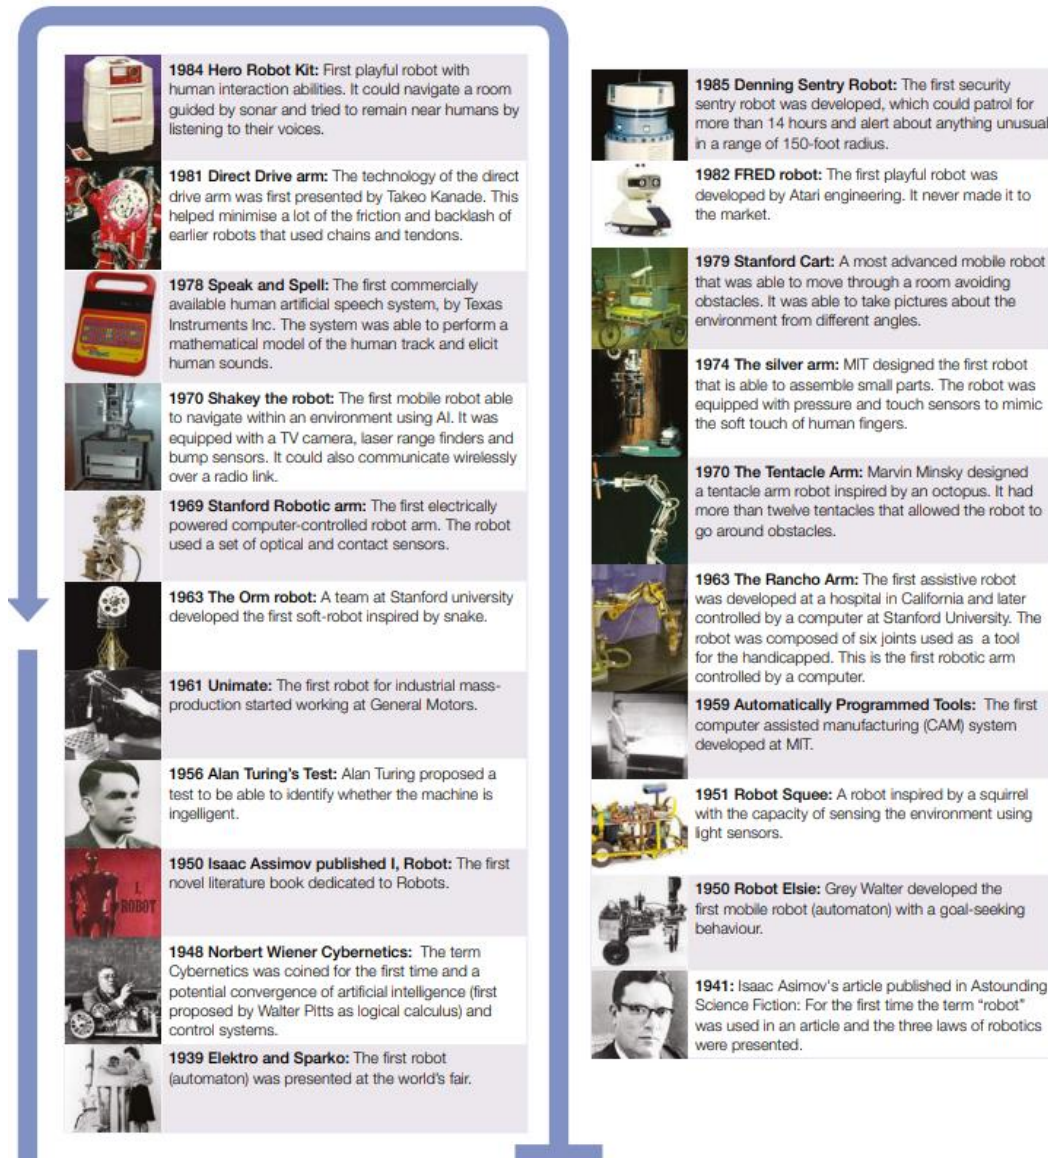 1984 Hero Robot Kit: First playful robot with
human interaction abilities. It could navigate a room
guided by sonar and tried to remain near humans by
listening to their voices.
1981 Direct Drive arm: The technology of the direct
drive arm was first presented by Takeo Kanade. This
helped minimise a lot of the friction and backlash of
earlier robots that used chains and tendons.
1978 Speak and Spell: The first commercially
available human artificial speech system, by Texas
Instruments Inc. The system was able to perform a
mathematical model of the human track and elicit
human sounds.
1970 Shakey the robot: The first mobile robot able
to navigate within an environment using AI. It was
equipped with a TV camera, laser range finders and
bump sensors. It could also communicate wirelessly
over a radio link.
1969 Stanford Robotic arm: The first electrically
powered computer-controlled robot arm. The robot
used a set of optical and contact sensors.
1963 The Orm robot: A team at Stanford university
developed the first soft-robot inspired by snake.
1961 Unimate: The first robot for industrial mass-
production started working at General Motors.
1956 Alan Turing's Test: Alan Turing proposed a
test to be able to identify whether the machine is
ingelligent.
1950 Isaac Assimov published I, Robot: The first
novel literature book dedicated to Robots.
I,
ROBOT
1948 Norbert Wiener Cybernetics: The term
Cybernetics was coined for the first time and a
potential convergence of artificial intelligence (first
proposed by Walter Pitts as logical calculus) and
control systems.
1939 Elektro and Sparko: The first robot
(automaton) was presented at the world's fair.
1985 Denning Sentry Robot: The first security
sentry robot was developed, which could patrol for
more than 14 hours and alert about anything unusual
in a range of 150-foot radius.
1982 FRED robot: The first playful robot was
developed by Atari engineering. It never made it to
the market.
1979 Stanford Cart: A most advanced mobile robot
that was able to move through a room avoiding
obstacles. It was able to take pictures about the
environment from different angles.
1974 The silver arm: MIT designed the first robot
that is able to assemble small parts. The robot was
equipped with pressure and touch sensors to mimic
the soft touch of human fingers.
1970 The Tentacle Arm: Marvin Minsky designed
a tentacle arm robot inspired by an octopus. It had
more than twelve tentacles that allowed the robot to
go around obstacles.
1963 The Rancho Arm: The first assistive robot
was developed at a hospital in California and later
controlled by a computer at Stanford University. The
robot was composed of six joints used as a tool
for the handicapped. This is the first robotic arm
controlled by a computer.
1959 Automatically Programmed Tools: The first
computer assisted manufacturing (CAM) system
developed at MIT.
1951 Robot Squee: A robot inspired by a squirrel
with the capacity of sensing the environment using
light sensors.
1950 Robot Elsie: Grey Walter developed the
first mobile robot (automaton) with a goal-seeking
behaviour.
1941: Isaac Asimov's article published in Astounding
Science Fiction: For the first time the term "robot"
was used in an article and the three laws of robotics
were presented.